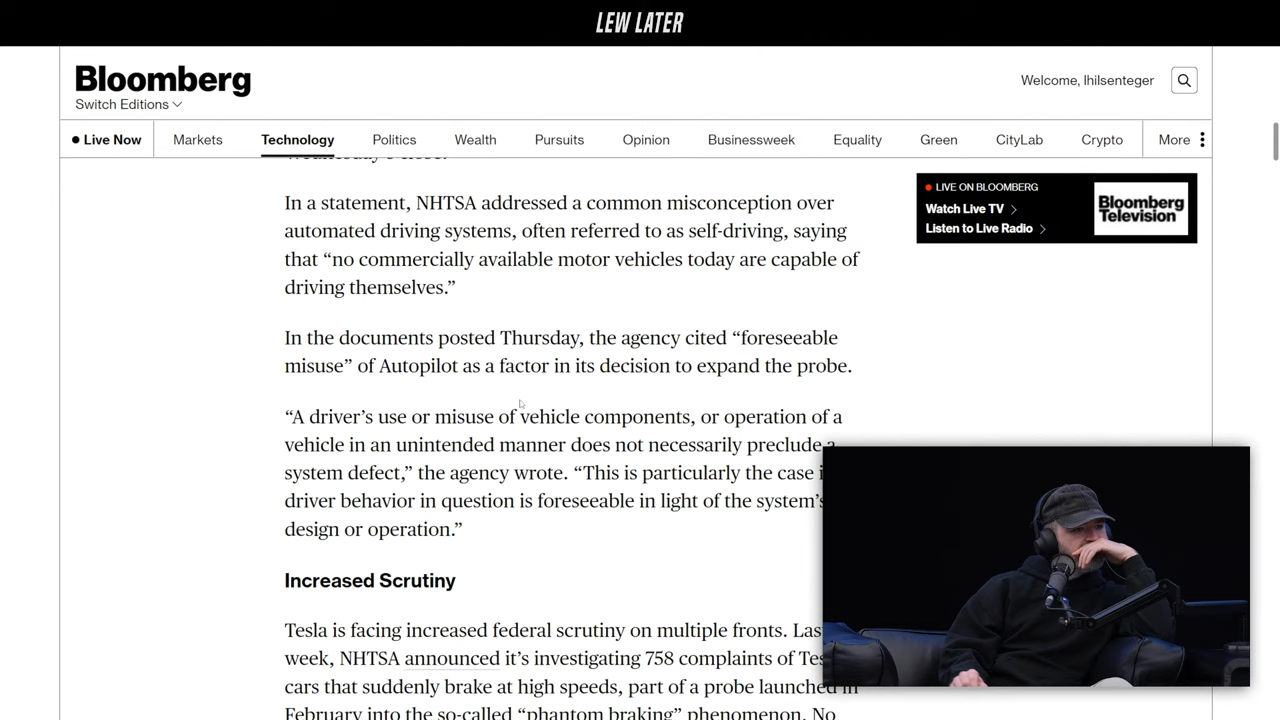 LEW LATER
Bloomberg
Switch Editions
Welcome, lhilsenteger
Live Now
Markets
Technology
Politics
Wealth
Pursuits
Opinion
Businessweek
Equality
Green
CityLab
Crypto
More
In a statement, NHTSA addressed a common misconception over
automated driving systems, often referred to as self-driving, saying
that “no commercially available motor vehicles today are capable of
driving themselves.”
In the documents posted Thursday, the agency cited “foreseeable
misuse” of Autopilot as a factor in its decision to expand the probe.
“A driver’s use or misuse of vehicle components, or operation of a
vehicle in an unintended manner does not necessarily preclude a
system defect,” the agency wrote. “This is particularly the case
driver behavior in question is foreseeable in light of the system’s
design or operation.”
Increased Scrutiny
Tesla is facing increased federal scrutiny on multiple fronts. Las
week, NHTSA announced it’s investigating 758 complaints of Tes
cars that suddenly brake at high speeds, part of a probe launched in
February into the so-called “phantom braking” phenomenon. No
LIVE ON BLOOMBERG
Watch Live TV
Listen to Live Radio
Bloomberg
Television